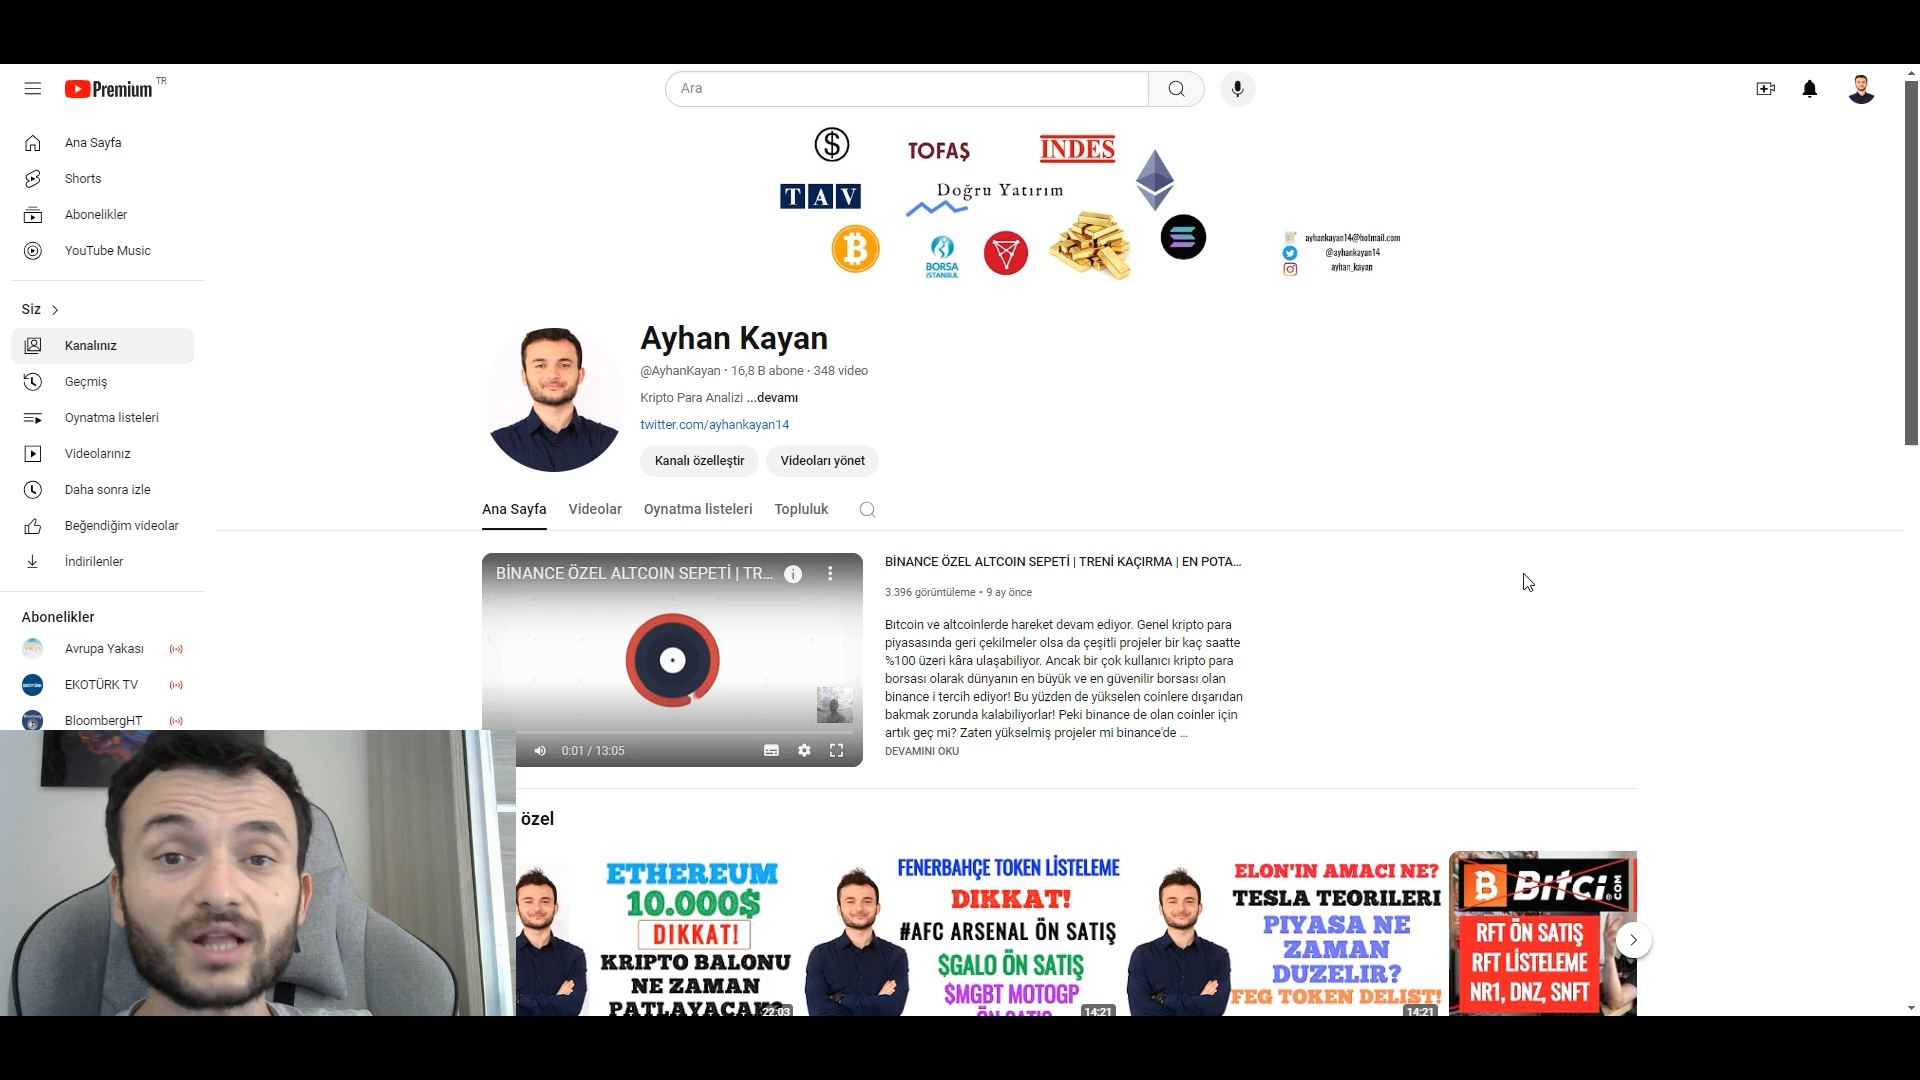 Premium TR
Ara
Ana Sayfa
Shorts
Abonelikler
YouTube Music
Siz
Kanalınız
Geçmiş
Oynatma listeleri
Videolarınız
Daha sonra izle
Beğendiğim videolar
İndirilenler
Abonelikler
Avrupa Yakası
EKOTÜRK TV
BloombergHT
TOFAŞ
INDES
TAV
Doğru Yatırım
BORSA
İSTANBUL
ayhankayan14@hotmail.com
@ayhankayan14
ayhan_kayan
Ayhan Kayan
@AyhanKayan · 16,8 B abone · 348 video
Kripto Para Analizi ...devamı
twitter.com/ayhankayan14
Kanalı özelleştir
Videoları yönet
Ana Sayfa
Videolar
Oynatma listeleri
Topluluk
BİNANCE ÖZEL ALTCOIN SEPETİ | TR...
0:01 / 13:05
BİNANCE ÖZEL ALTCOIN SEPETİ | TRENİ KAÇIRMA | EN POTA...
3.396 görüntüleme • 9 ay önce
Bıtcoin ve altcoinlerde hareket devam ediyor. Genel kripto para
piyasasında geri çekilmeler olsa da çeşitli projeler bir kaç saatte
%100 üzeri kâra ulaşabiliyor. Ancak bir çok kullanıcı kripto para
borsası olarak dünyanın en büyük ve en güvenilir borsası olan
binance i tercih ediyor! Bu yüzden de yükselen coinlere dışarıdan
bakmak zorunda kalabiliyorlar! Peki binance de olan coinler için
artık geç mi? Zaten yükselmiş projeler mi binance'de ...
DEVAMINI OKU
özel
ETHEREUM
10.000$
DIKKAT!
KRIPTO BALONU
NE ZAMAN
PATLAYACAK?
22:03
FENERBAHÇE TOKEN LİSTELEME
DIKKAT!
#AFC ARSENAL ÖN SATIŞ
$GALO ÖN SATIŞ
$MGBT MOTOGP
ÖN SATIŞ
14:21
ELON'IN AMACI NE?
TESLA TEORILERI
PIYASA NE
ZAMAN
DUZELIR?
FEG TOKEN DELIST!
14:21
Bitci.COM
RFT ÖN SATIŞ
RFT LİSTELEME
NR1, DNZ, SNFT